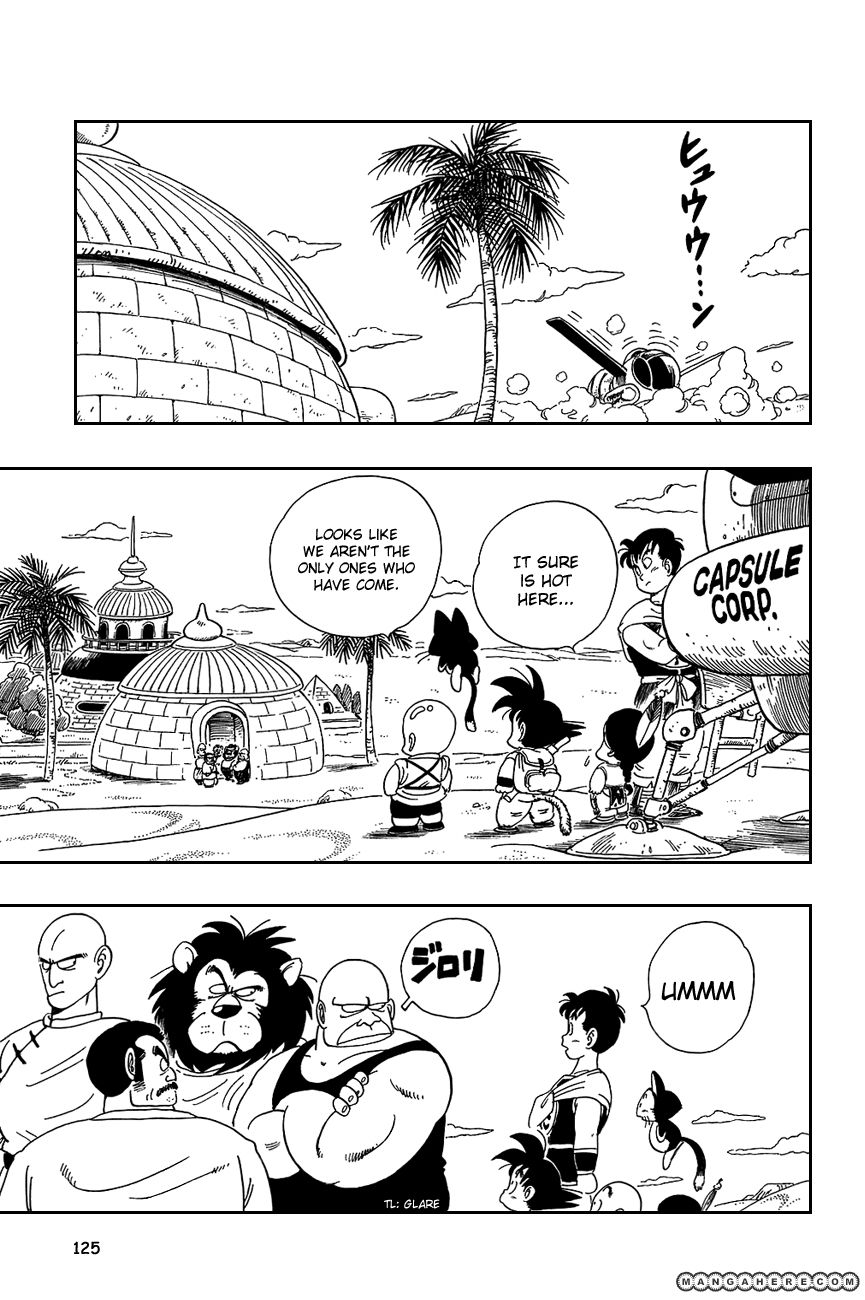 ヒュウウ…ン
IT SURE
IS HOT
HERE...
LOOKS LIKE
WE AREN'T THE
ONLY ONES WHO
HAVE COME.
CAPSULE
CORP.
UMMM
ジロリ
TL: GLARE
125
MANGAHERE.COM